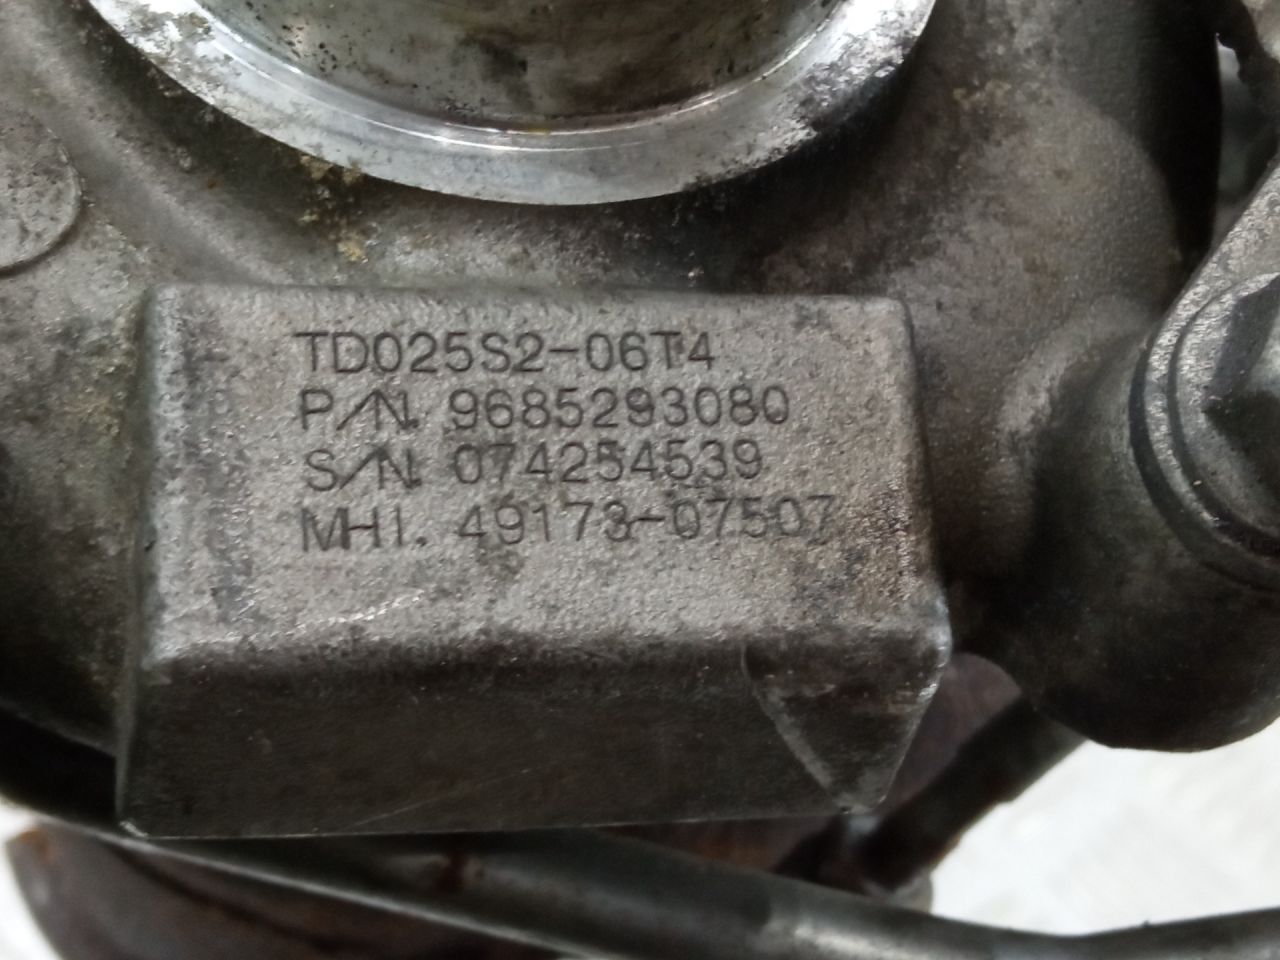 TD025S2-06T4
P/N. 9685293080
S/N. 074254539
MHI. 49173-07507